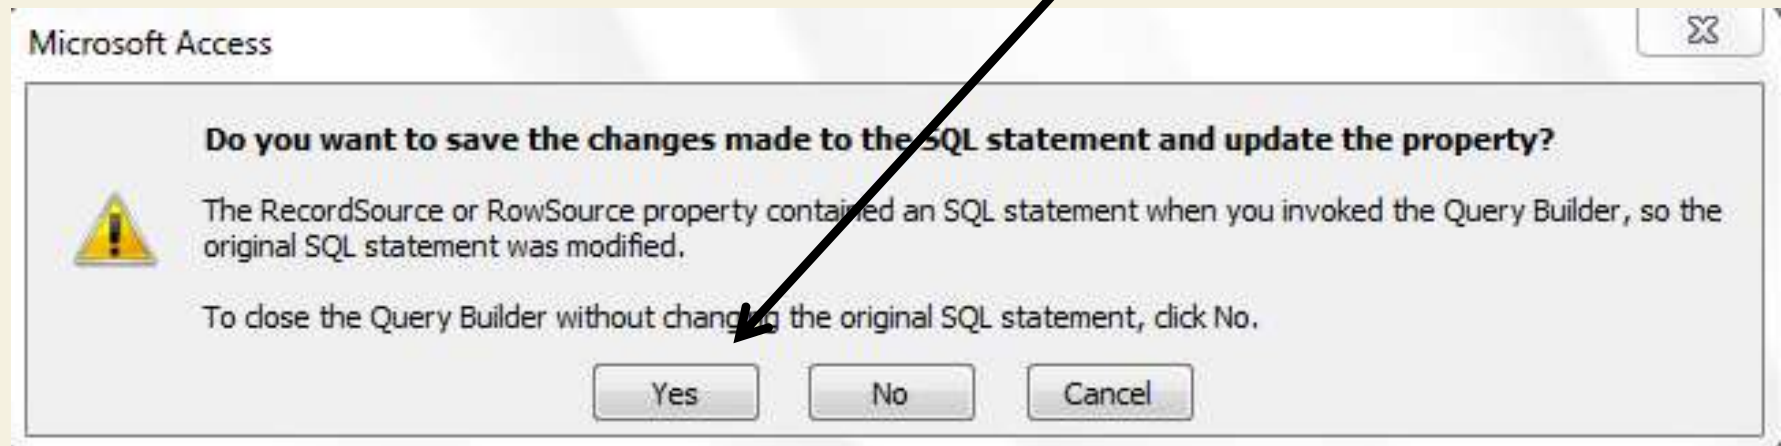 Microsoft Access
Do you want to save the changes made to the SQL statement and update the property?
The RecordSource or RowSource property contained an SQL statement when you invoked the Query Builder, so the
original SQL statement was modified.
To close the Query Builder without changing the original SQL statement, click No.
Yes No Cancel